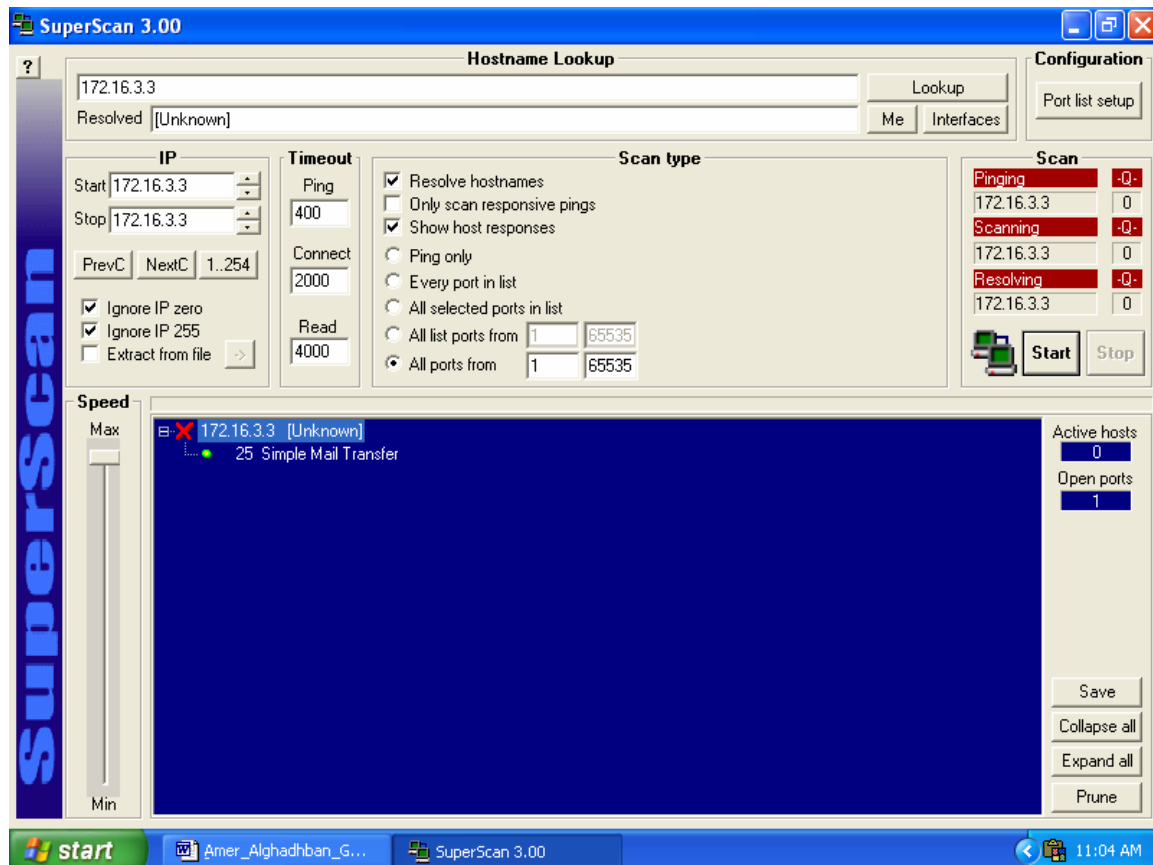 SuperScan 3.00
?
Hostname Lookup
172.16.3.3
Lookup
Resolved [Unknown]
Me Interfaces
Configuration
Port list setup
IP
Start 172.16.3.3
Stop 172.16.3.3
PrevC NextC 1..254
Ignore IP zero
Ignore IP 255
Extract from file ->
Timeout
Ping
400
Connect
2000
Read
4000
Scan type
Resolve hostnames
Only scan responsive pings
Show host responses
Ping only
Every port in list
All selected ports in list
All list ports from 1 65535
All ports from 1 65535
Scan
Pinging -Q-
172.16.3.3 0
Scanning -Q-
172.16.3.3 0
Resolving -Q-
172.16.3.3 0
Start Stop
SuperScan
Speed
Max
Min
172.16.3.3 [Unknown]
25 Simple Mail Transfer
Active hosts
0
Open ports
1
Save
Collapse all
Expand all
Prune
start
Amer_Alghadhban_G...
SuperScan 3.00
11:04 AM